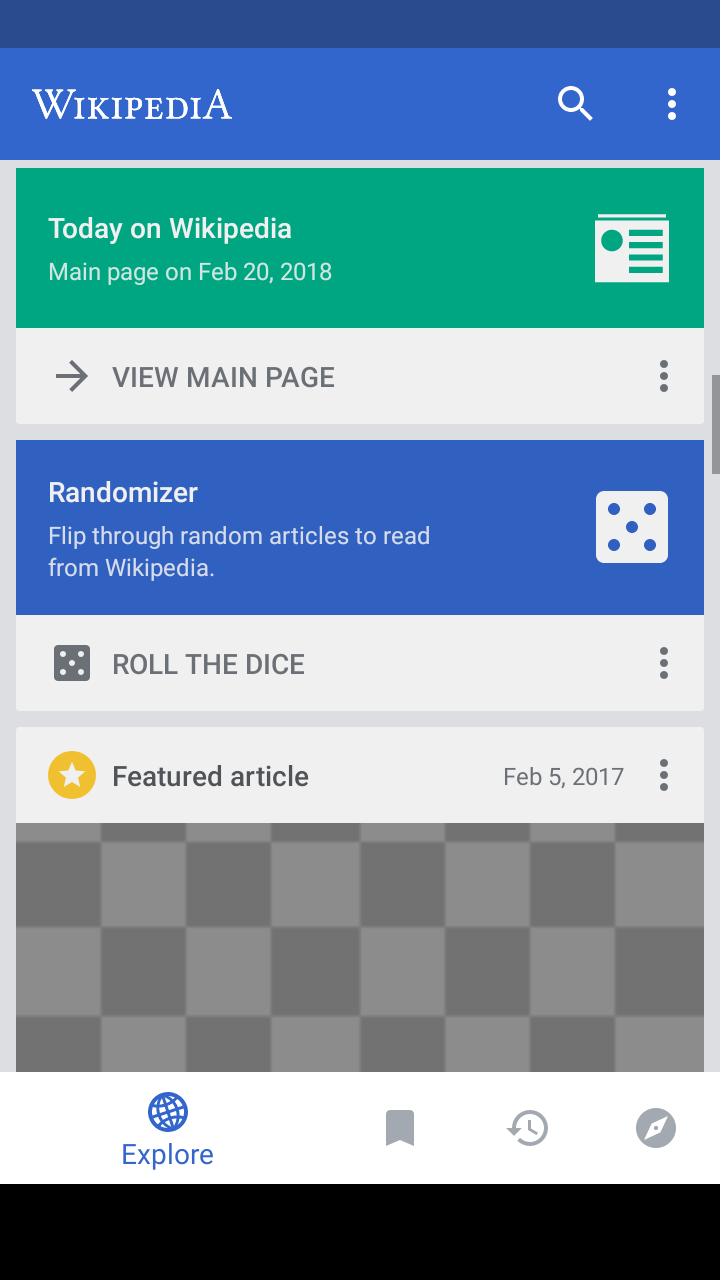 WIKIPEDIA
Today on Wikipedia
Main page on Feb 20, 2018
VIEW MAIN PAGE
Randomizer
Flip through random articles to read
from Wikipedia.
ROLL THE DICE
Featured article
Feb 5, 2017
Explore